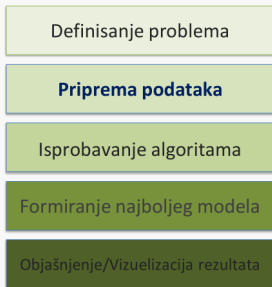 Definisanje problema
Priprema podataka
Isprobavanje algoritama
Formiranje najboljeg modela
Objašnjenje/Vizuelizacija rezultata